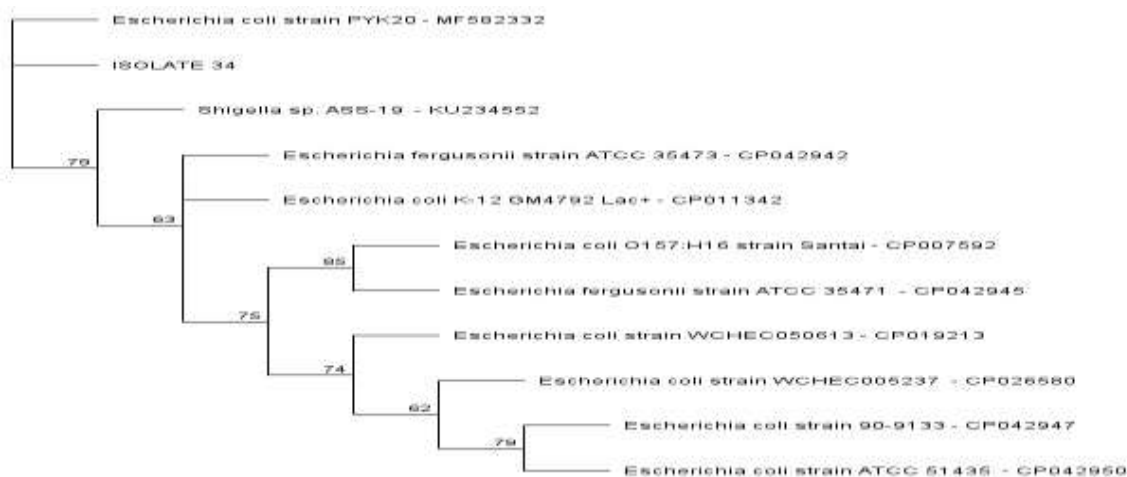 Escherichia coli strain PYK20 - MF582332
ISOLATE 34
Shigella sp. ASS-19 - KU234552
Escherichia fergusonii strain ATCC 35473 - CP042942
76
Escherichia coli K-12 GM4792 Lac+ - CP011342
63
Escherichia coli O157:H16 strain Santai - CP007592
95
Escherichia fergusonii strain ATCC 35471 - CP042945
75
Escherichia coli strain WCHEC050613 - CP019213
74
Escherichia coli strain WCHEC005237 - CP026580
62
Escherichia coli strain 90-9133 - CP042947
79
Escherichia coli strain ATCC 51435 - CP042950